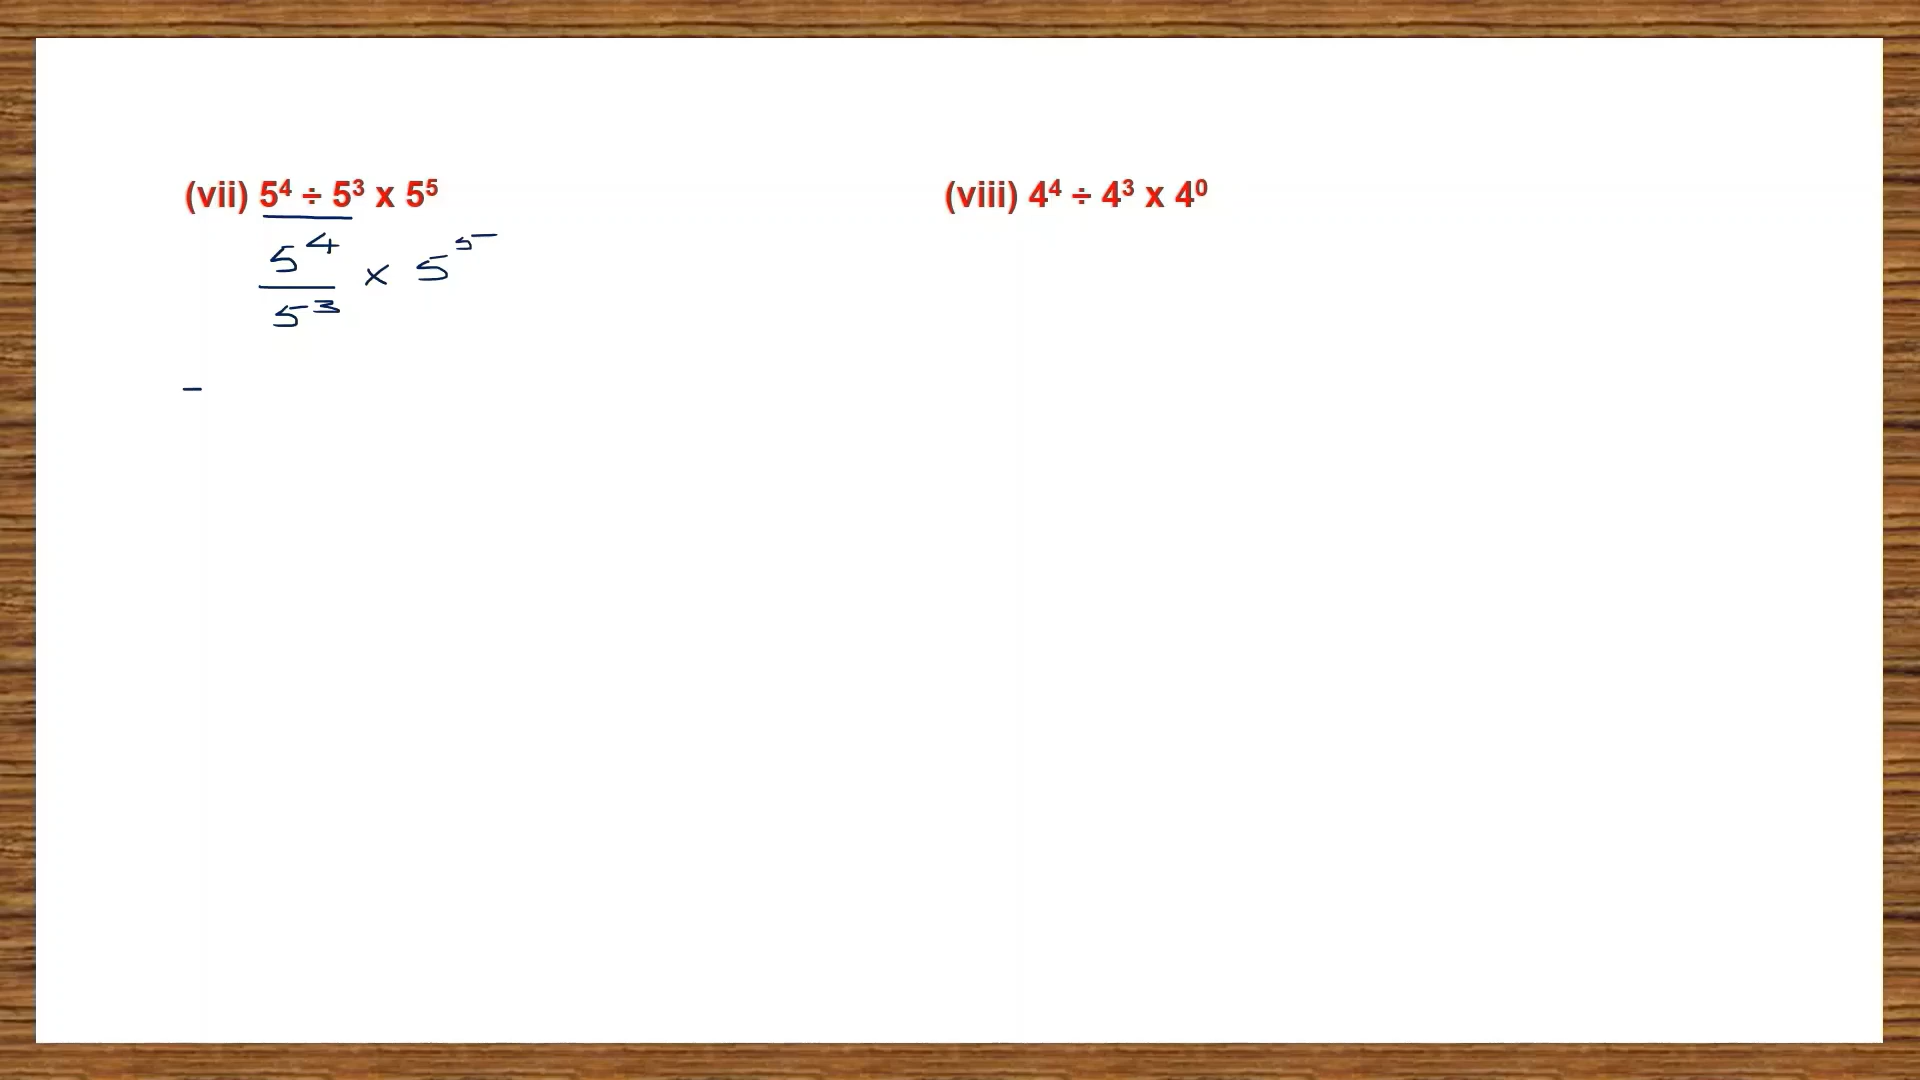 (vii) 5⁴ ÷ 5³ x 5⁵
(viii) 4⁴ ÷ 4³ x 4⁰
5⁴
× 5⁵
5³